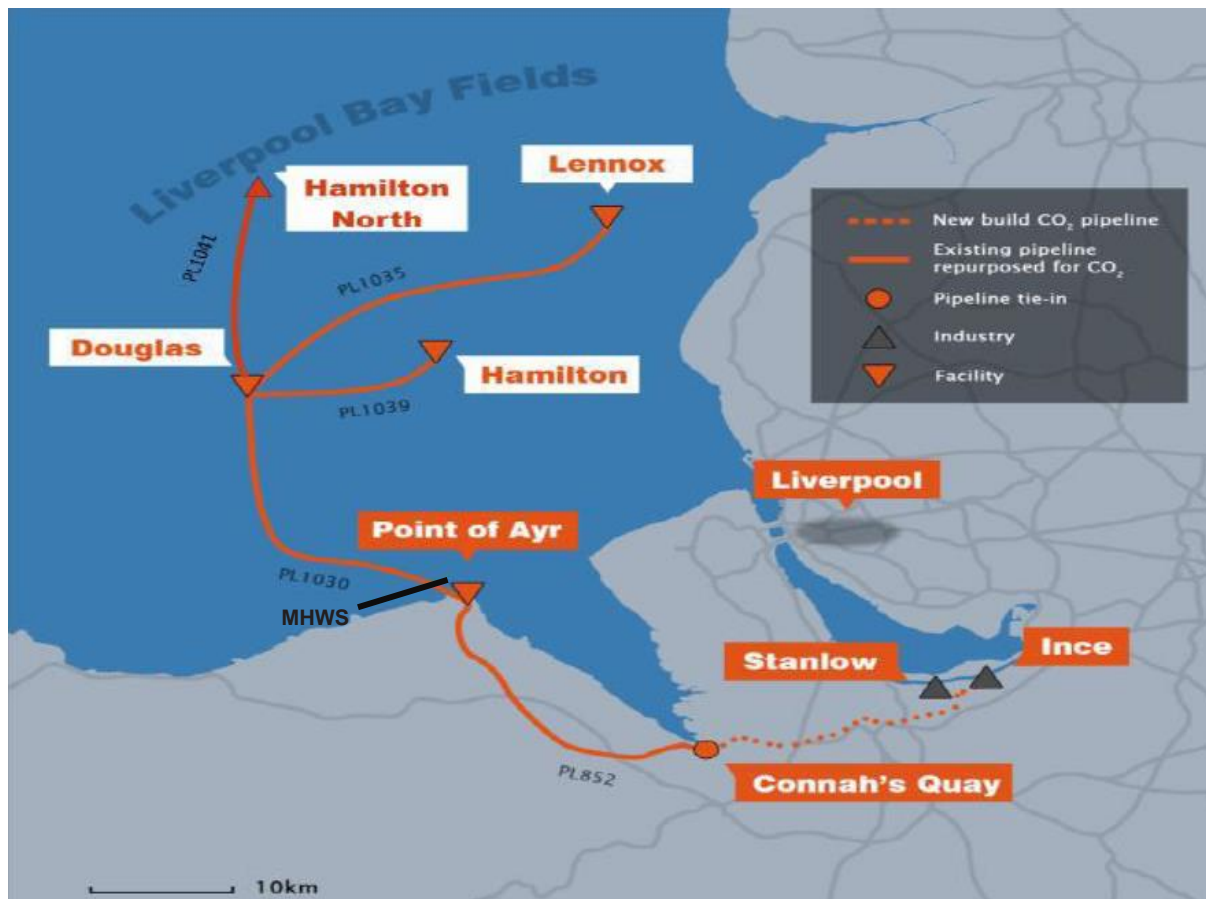 Liverpool Bay Fields
Hamilton
North
Lennox
PL1041
PL1035
Douglas
Hamilton
PL1039
New build CO₂ pipeline
Existing pipeline
repurposed for CO₂
Pipeline tie-in
Industry
Facility
Liverpool
Point of Ayr
PL1030
MHWS
Stanlow
Ince
PL852
Connah's Quay
10km